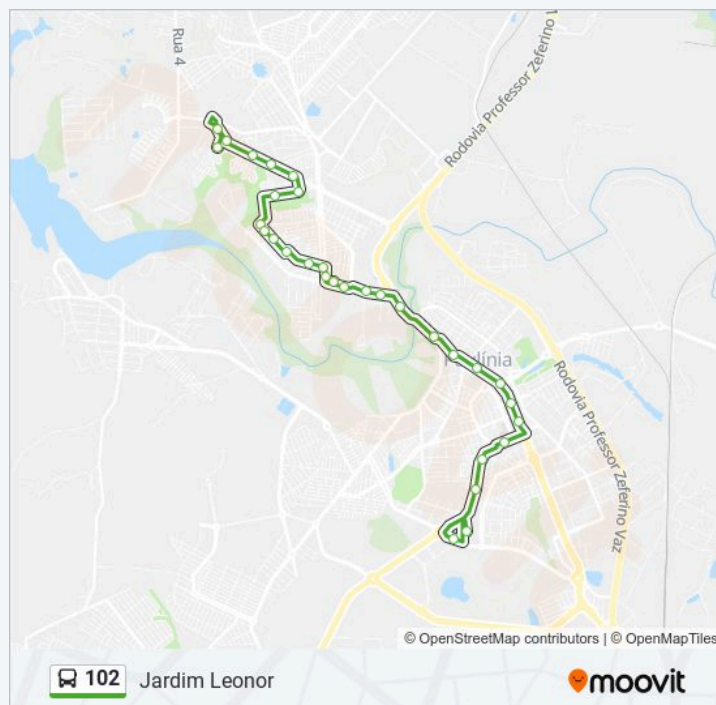 Rua 4
Rodovia Professor Zeferino V
Rodovia Professor Zeferino Vaz
© OpenStreetMap contributors | © OpenMapTiles
102 Jardim Leonor
moovit